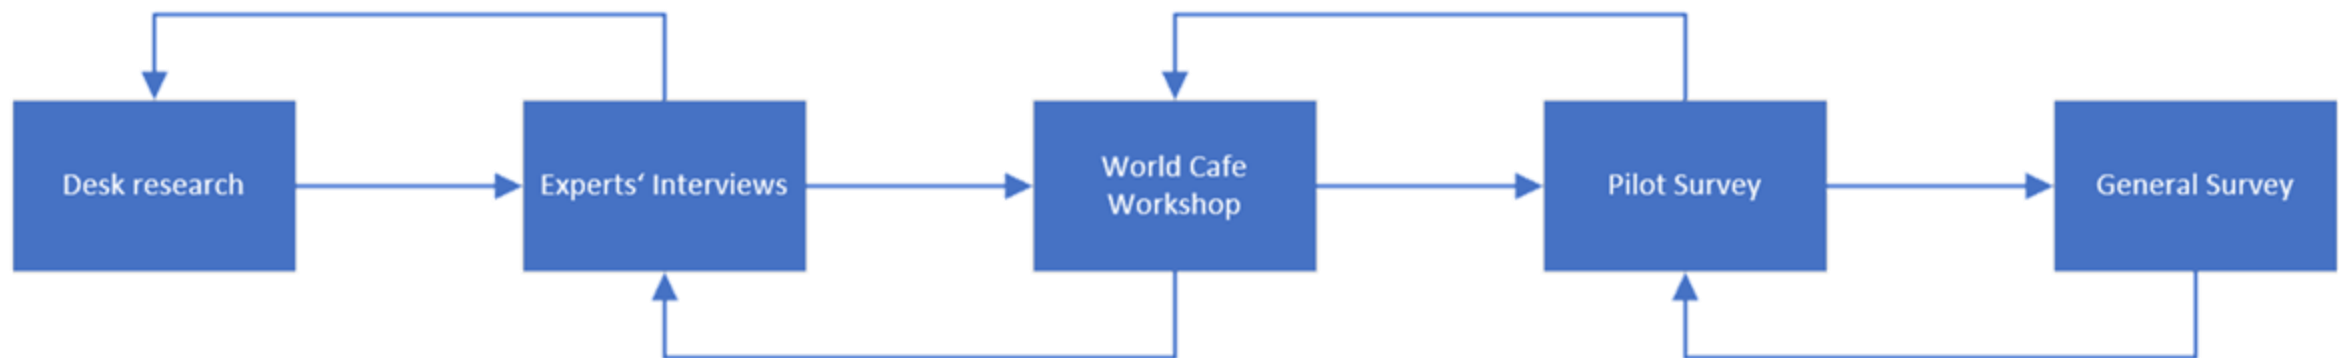 Desk research
Experts‘ Interviews
World Cafe
Workshop
Pilot Survey
General Survey